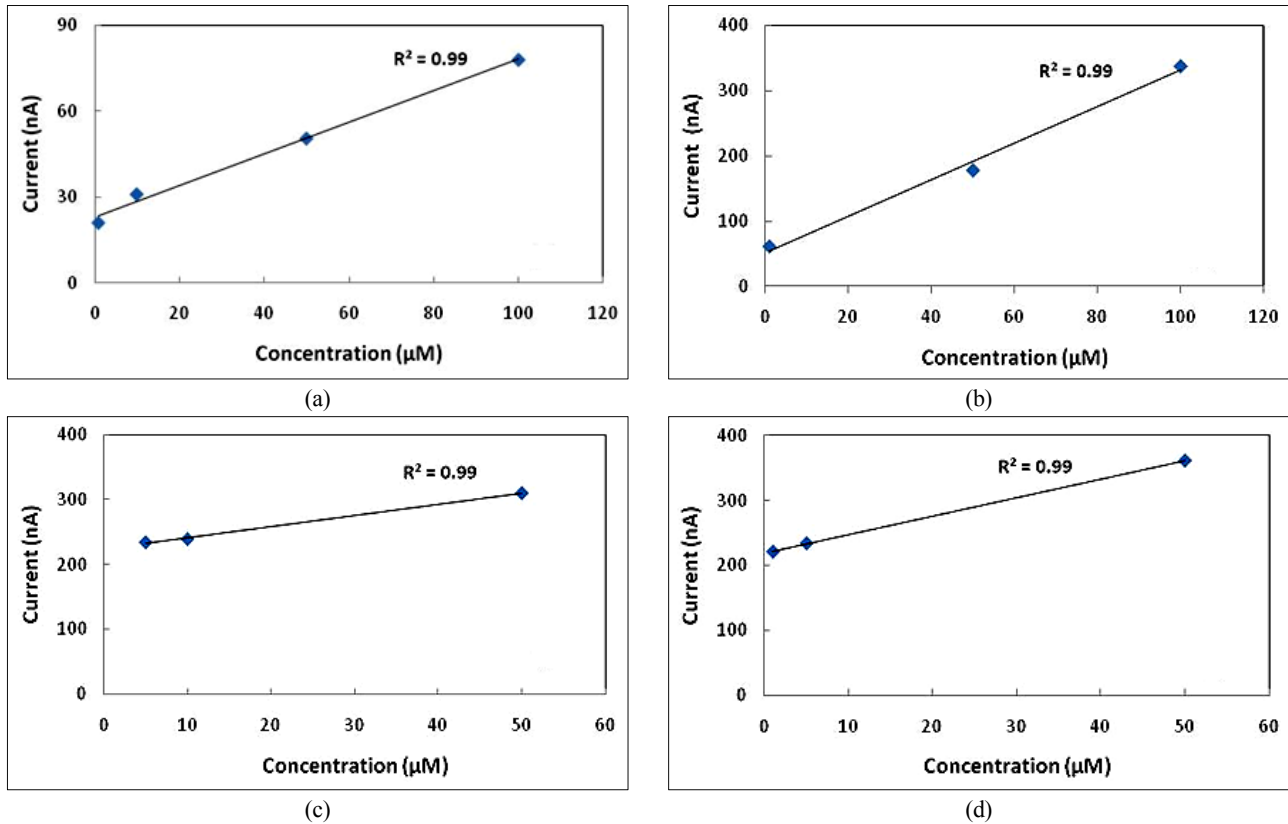 90
60
30
0
Current (nA)
R² = 0.99
0 20 40 60 80 100 120
Concentration (µM)
(a)
400
300
200
100
0
Current (nA)
R² = 0.99
0 20 40 60 80 100 120
Concentration (µM)
(b)
400
300
200
100
0
Current (nA)
R² = 0.99
0 10 20 30 40 50 60
Concentration (µM)
(c)
400
300
200
100
0
Current (nA)
R² = 0.99
0 10 20 30 40 50 60
Concentration (µM)
(d)